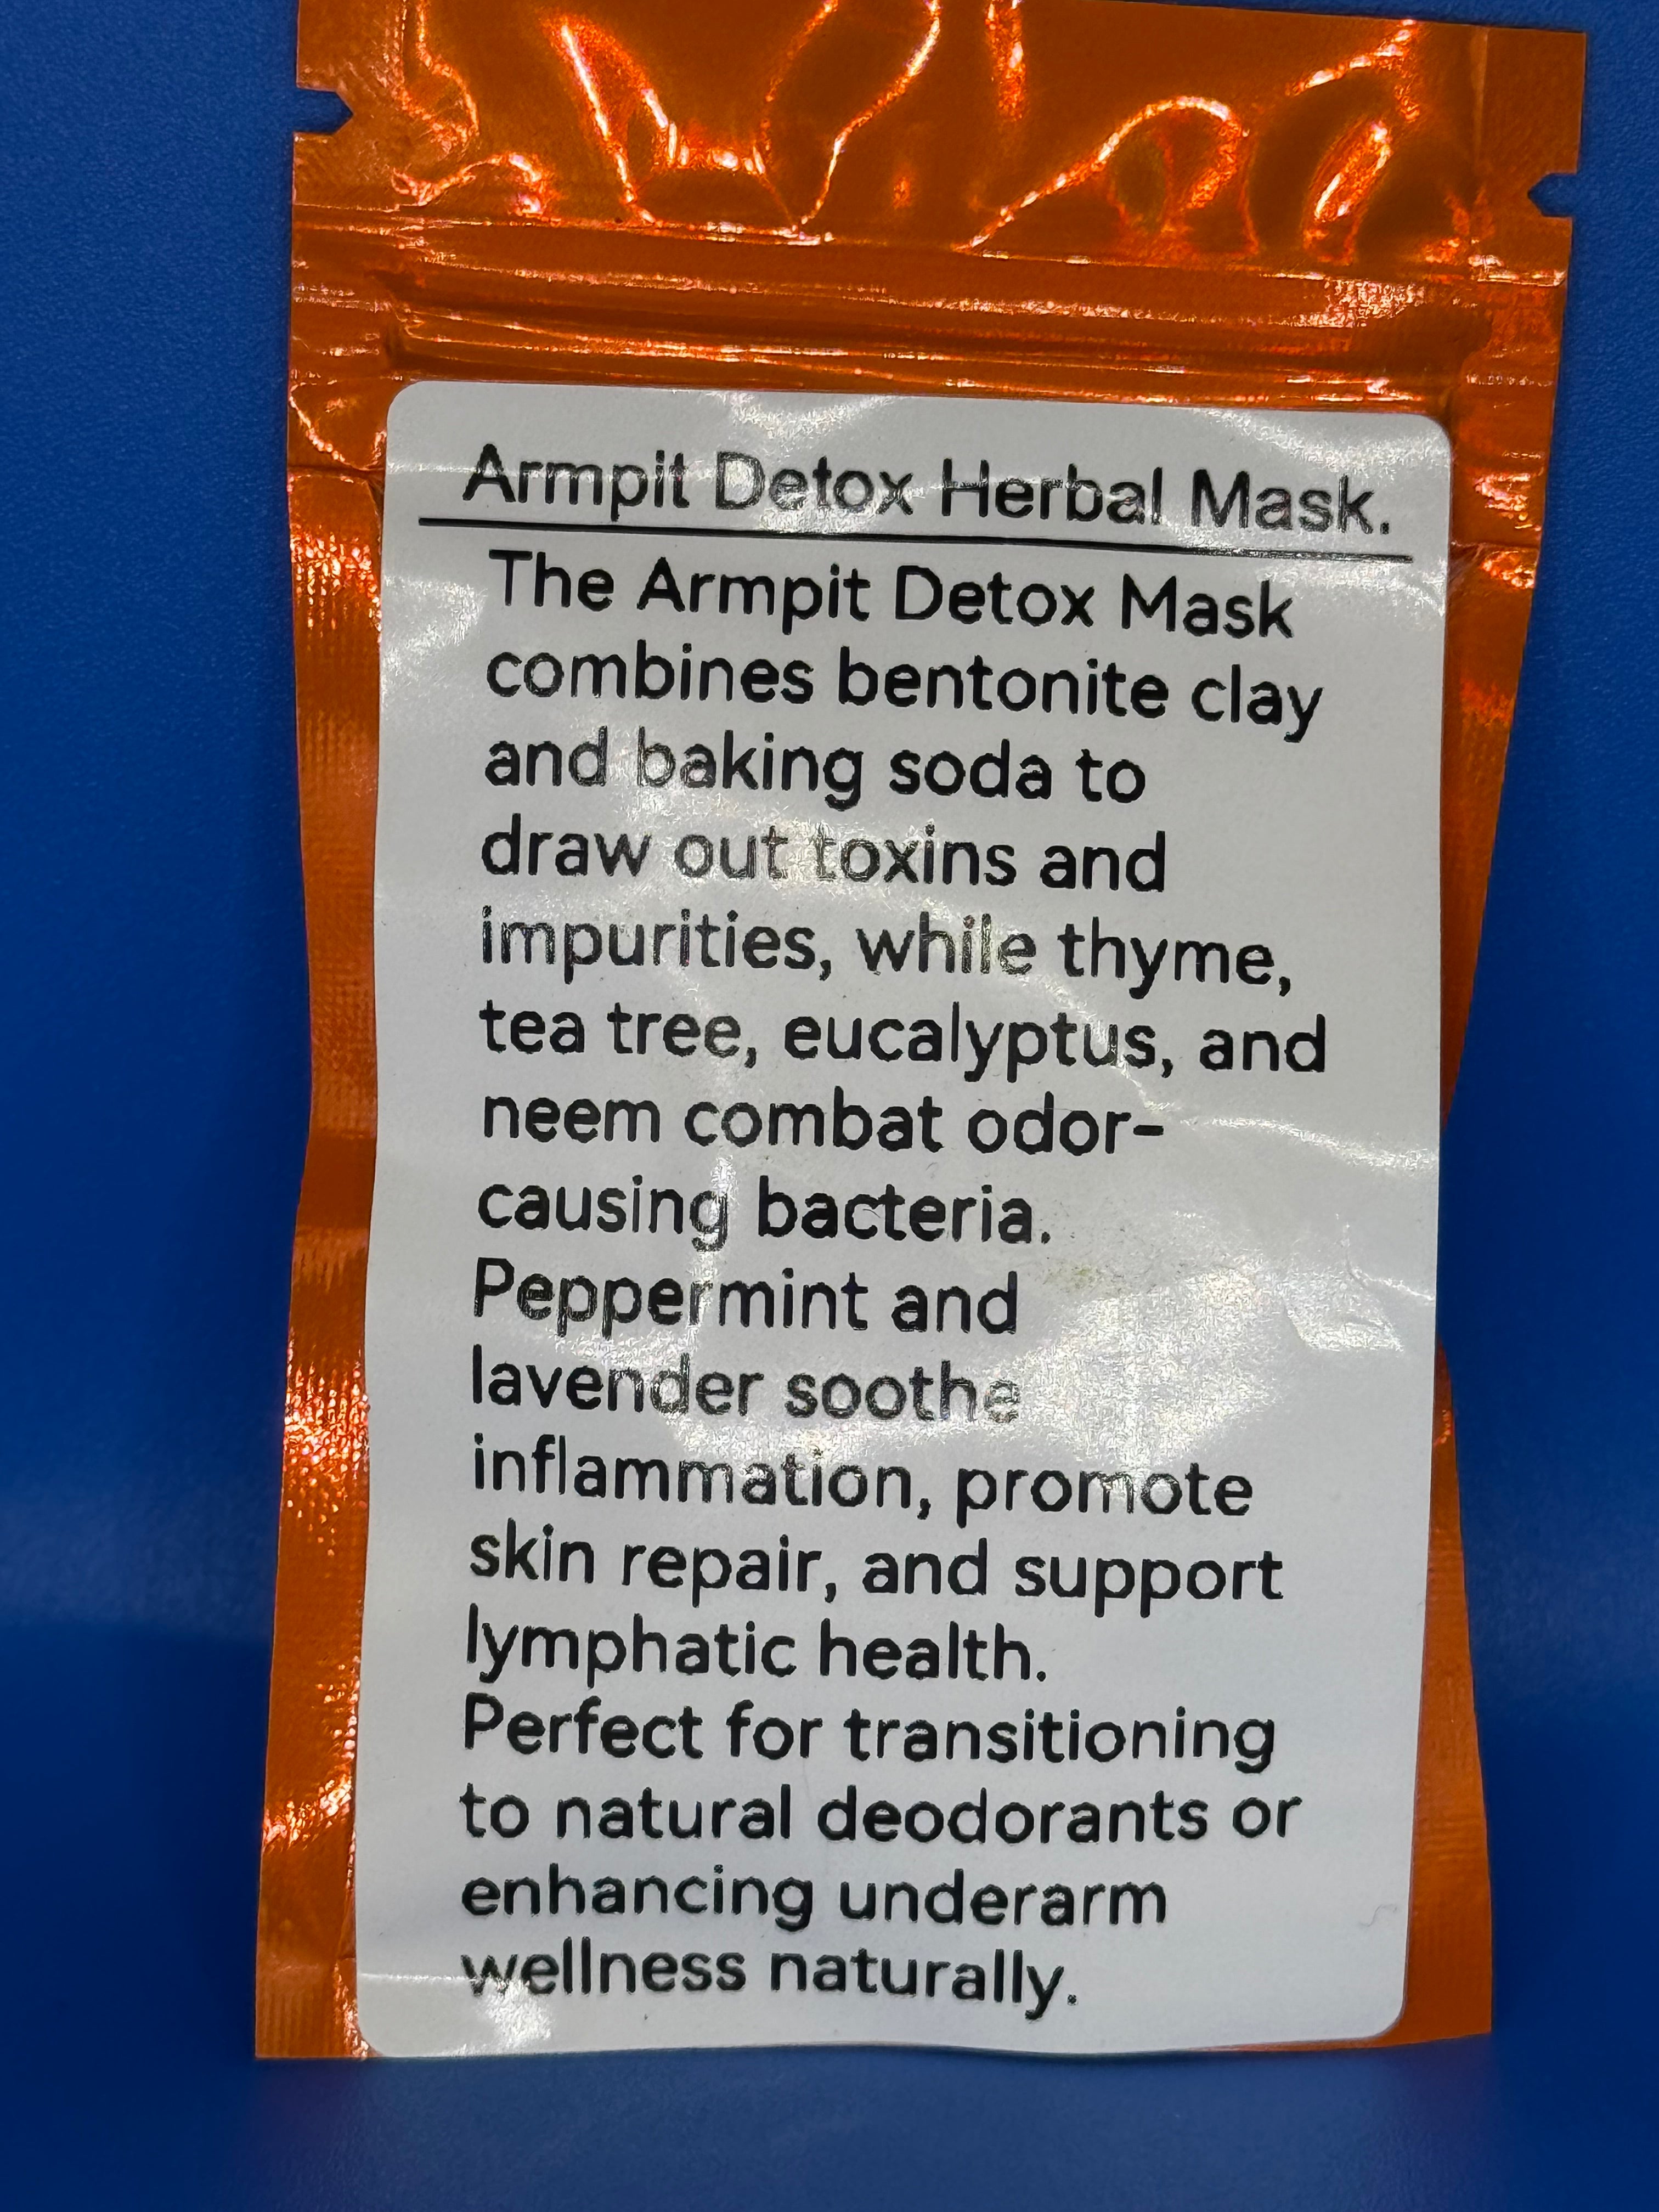 Armpit Detox Herbal Mask.
The Armpit Detox Mask
combines bentonite clay
and baking soda to
draw out toxins and
impurities, while thyme,
tea tree, eucalyptus, and
neem combat odor-
causing bacteria.
Peppermint and
lavender soothe
inflammation, promote
skin repair, and support
lymphatic health.
Perfect for transitioning
to natural deodorants or
enhancing underarm
wellness naturally.